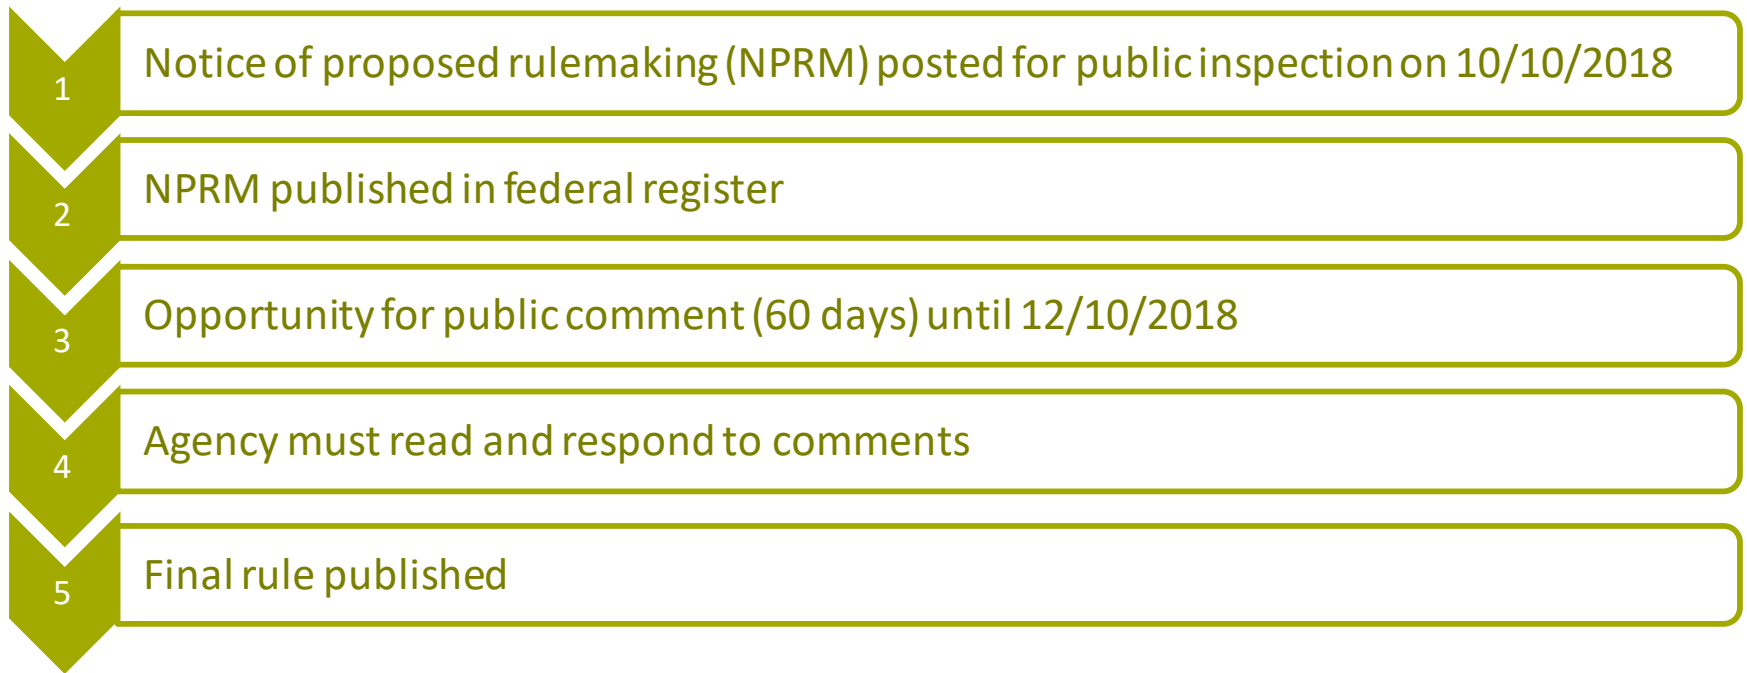 1
Notice of proposed rulemaking (NPRM) posted for public inspection on 10/10/2018
2
NPRM published in federal register
3
Opportunity for public comment (60 days) until 12/10/2018
4
Agency must read and respond to comments
5
Final rule published